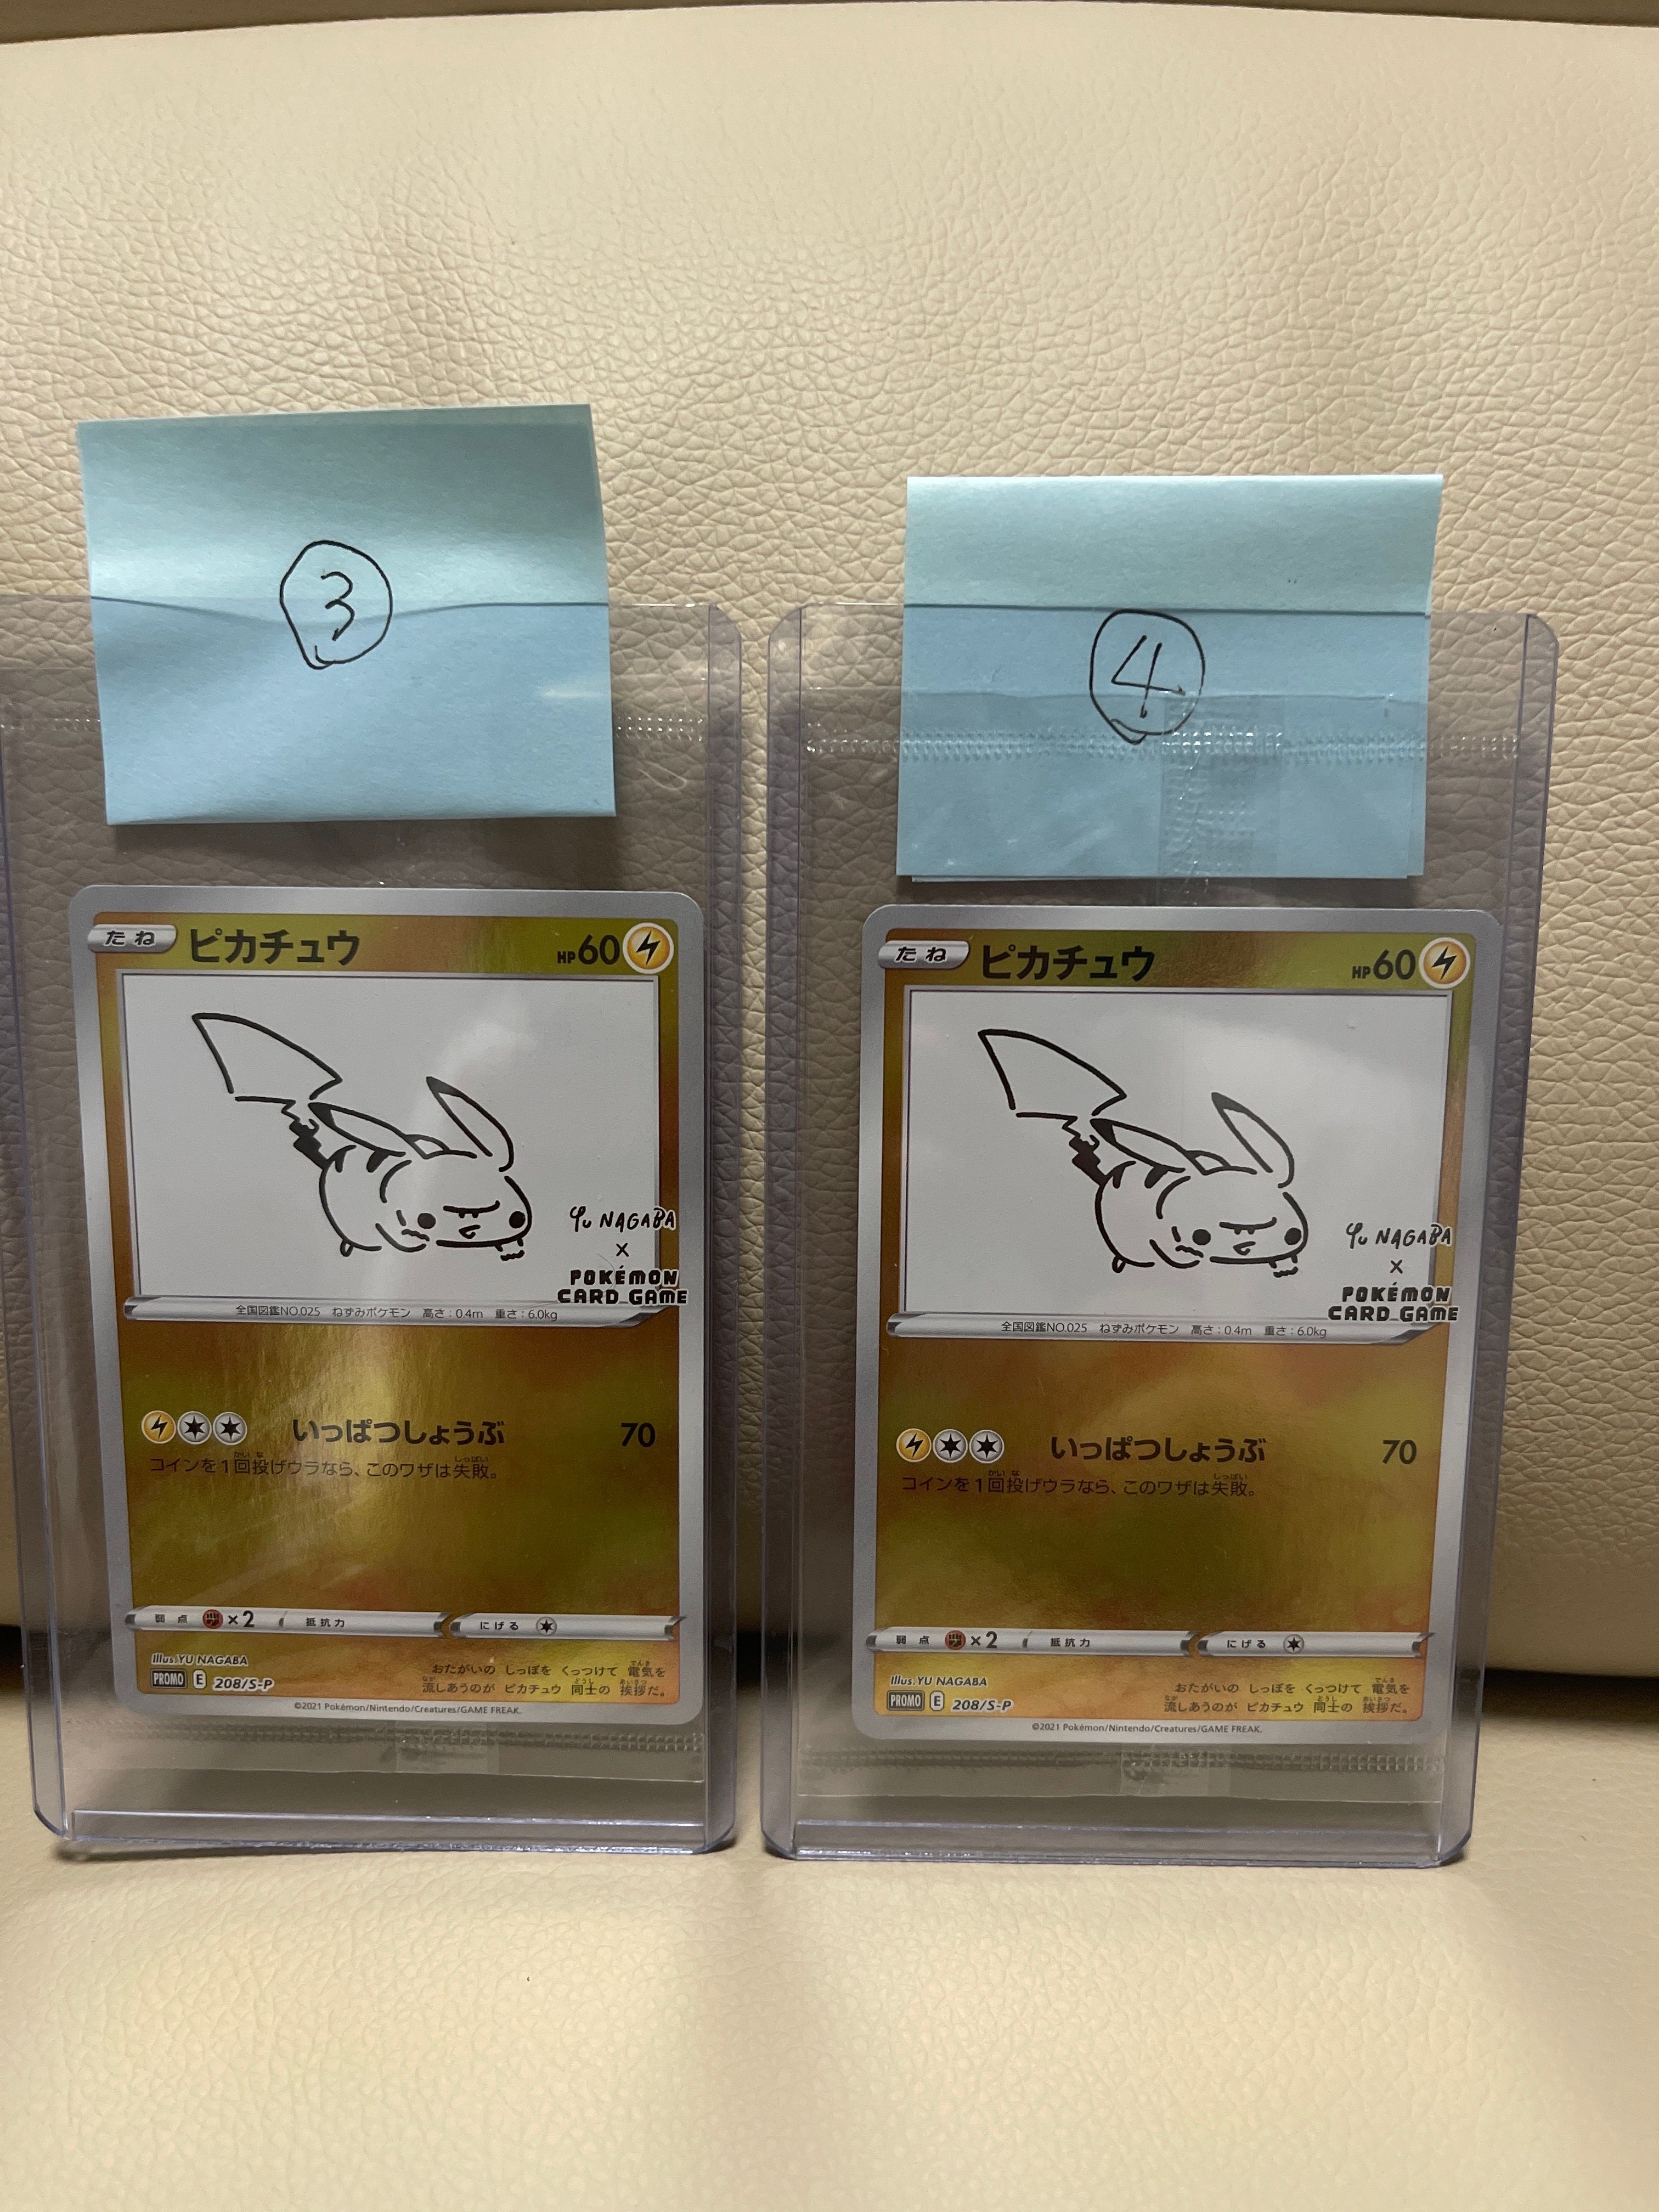 ③
たね ピカチュウ HP60
YU NAGABA
×
POKÉMON
CARD GAME
全国図鑑NO.025 ねずみポケモン 高さ:0.4m 重さ:6.0kg
いっぱつしょうぶ 70
コインを1回投げウラなら、このワザは失敗。
弱点 ×2 抵抗力 にげる
Illus.YU NAGABA
PROMO E 208/S-P
おたがいの しっぽを くっつけて 電気を
流しあうのが ピカチュウ 同士の 挨拶だ。
©2021 Pokémon/Nintendo/Creatures/GAME FREAK.
④
たね ピカチュウ HP60
YU NAGABA
×
POKÉMON
CARD GAME
全国図鑑NO.025 ねずみポケモン 高さ:0.4m 重さ:6.0kg
いっぱつしょうぶ 70
コインを1回投げウラなら、このワザは失敗。
弱点 ×2 抵抗力 にげる
Illus.YU NAGABA
PROMO E 208/S-P
おたがいの しっぽを くっつけて 電気を
流しあうのが ピカチュウ 同士の 挨拶だ。
©2021 Pokémon/Nintendo/Creatures/GAME FREAK.